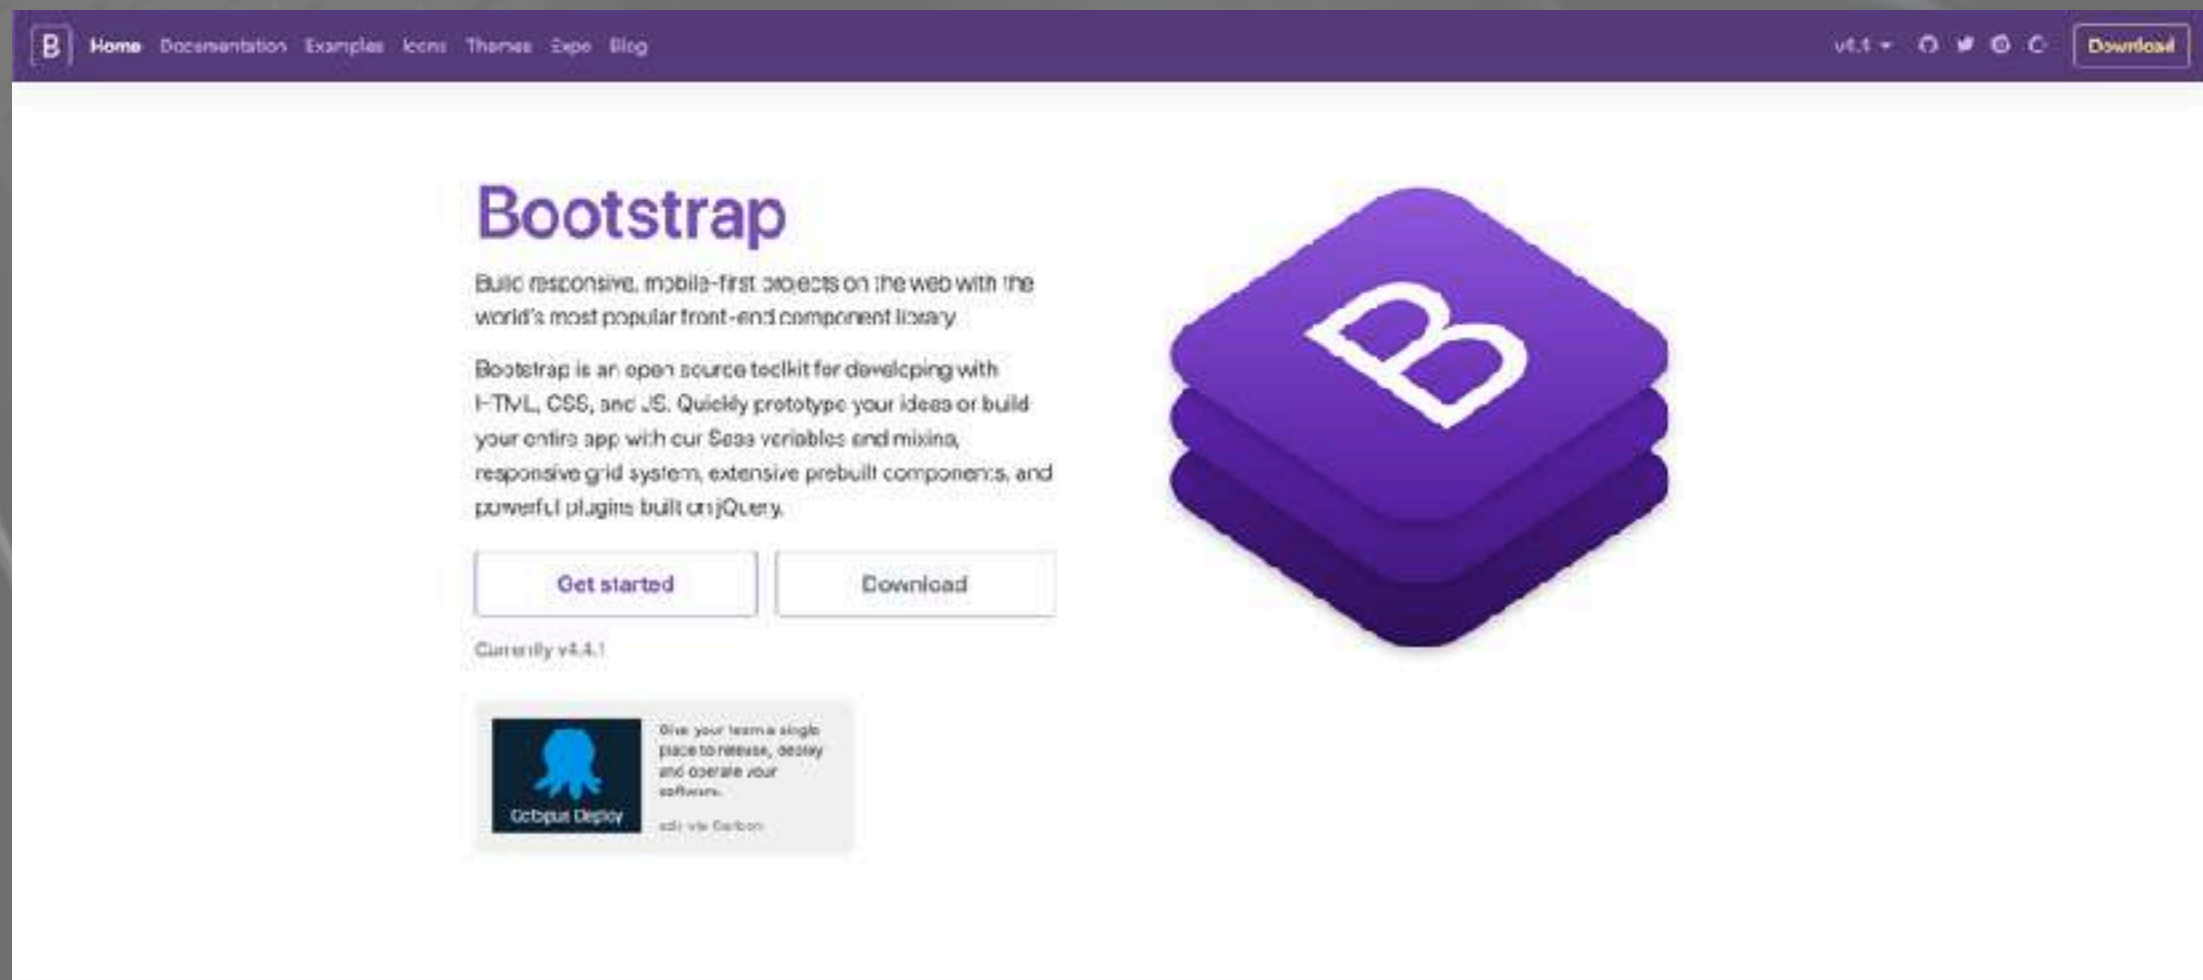 B Home Documentation Examples Icons Themes Expo Blog v4.4 Download
Bootstrap
Build responsive, mobile-first projects on the web with the
world's most popular front-end component library.
Bootstrap is an open source toolkit for developing with
HTML, CSS, and JS. Quickly prototype your ideas or build
your entire app with our Sass variables and mixins,
responsive grid system, extensive prebuilt components, and
powerful plugins built on jQuery.
Get started Download
Currently v4.4.1
B
Give your team a single
place to release, deploy
and operate your
software.
Octopus Deploy
ads via Carbon